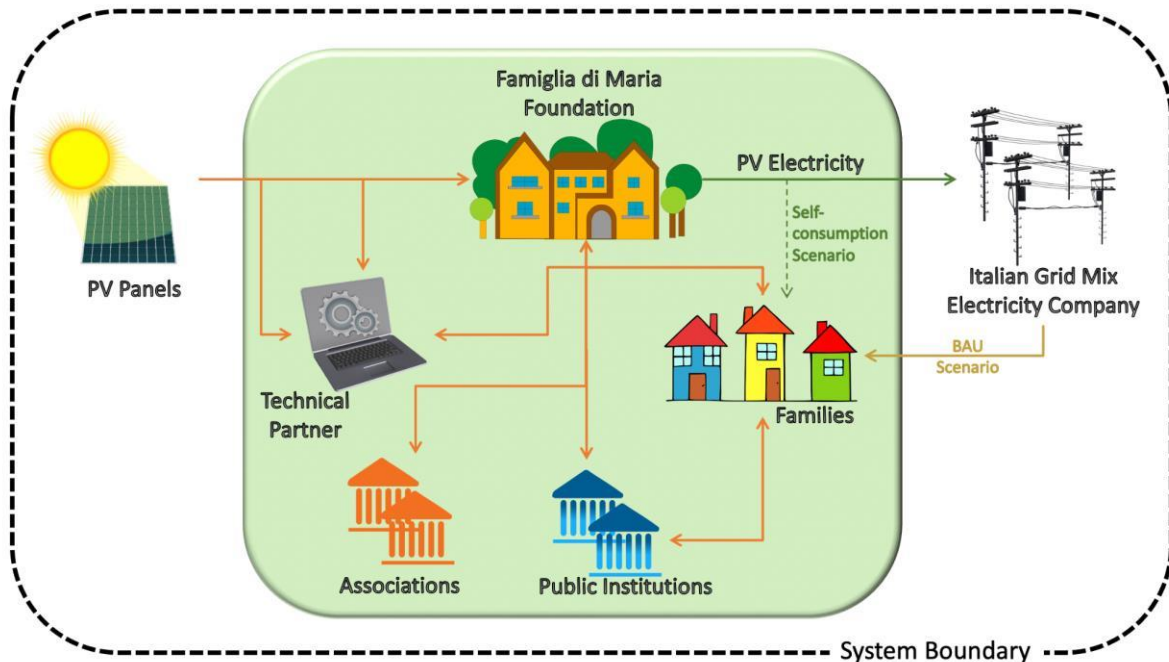 Famiglia di Maria
Foundation
PV Electricity
Self-
consumption
Scenario
PV Panels
Italian Grid Mix
Electricity Company
BAU
Scenario
Technical
Partner
Families
Associations
Public Institutions
System Boundary